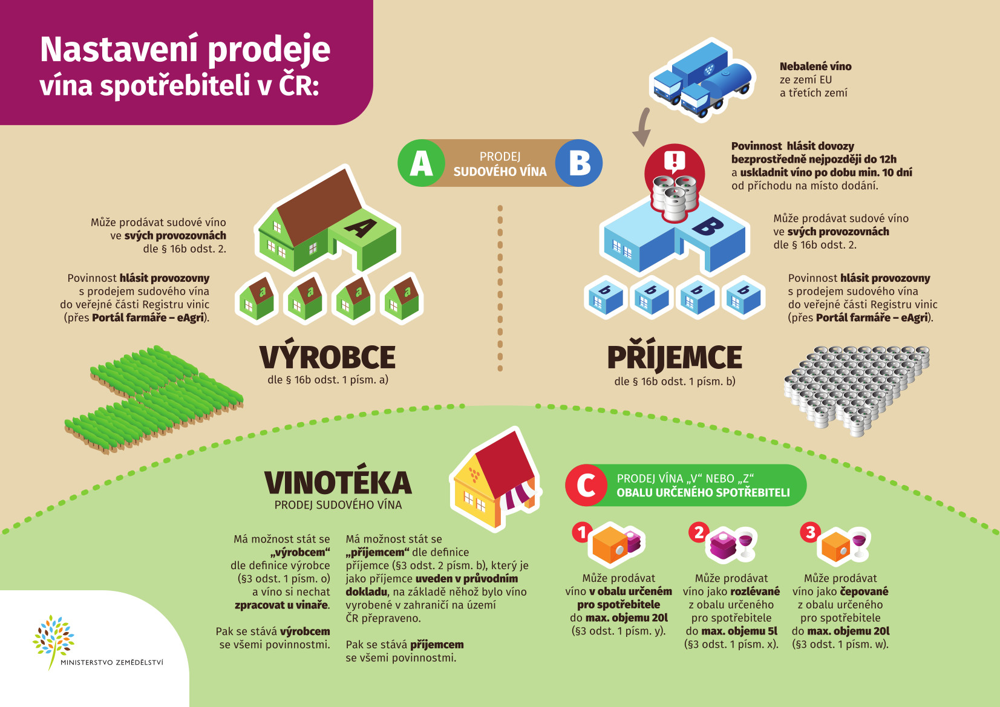 Nastavení prodeje
vína spotřebiteli v ČR:
Nebalené víno
ze zemí EU
a třetích zemí
A
PRODEJ
SUDOVÉHO VÍNA
B
!
Povinnost hlásit dovozy
bezprostředně nejpozději do 12h
a uskladnit víno po dobu min. 10 dní
od příchodu na místo dodání.
Může prodávat sudové víno
ve svých provozovnách
dle § 16b odst. 2.
Povinnost hlásit provozovny
s prodejem sudového vína
do veřejné části Registru vinic
(přes Portál farmáře – eAgri).
A
a
a
a
a
VÝROBCE
dle § 16b odst. 1 písm. a)
B
b
b
b
b
PŘÍJEMCE
dle § 16b odst. 1 písm. b)
Může prodávat sudové víno
ve svých provozovnách
dle § 16b odst. 2.
Povinnost hlásit provozovny
s prodejem sudového vína
do veřejné části Registru vinic
(přes Portál farmáře – eAgri).
VINOTÉKA
PRODEJ SUDOVÉHO VÍNA
Má možnost stát se
„výrobcem“
dle definice výrobce
(§3 odst. 1 písm. o)
a víno si nechat
zpracovat u vinaře.
Pak se stává výrobcem
se všemi povinnostmi.
Má možnost stát se
„příjemcem“ dle definice
příjemce (§3 odst. 2 písm. b), který je
jako příjemce uveden v průvodním
dokladu, na základě něhož bylo víno
vyrobené v zahraničí na území
ČR přepraveno.
Pak se stává příjemcem
se všemi povinnostmi.
C
PRODEJ VÍNA „V“ NEBO „Z“
OBALU URČENÉHO SPOTŘEBITELI
1
Může prodávat
víno v obalu určeném
pro spotřebitele
do max. objemu 20l
(§3 odst. 1 písm. y).
2
Může prodávat
víno jako rozlévané
z obalu určeného
pro spotřebitele
do max. objemu 5l
(§3 odst. 1 písm. x).
3
Může prodávat
víno jako čepované
z obalu určeného
pro spotřebitele
do max. objemu 20l
(§3 odst. 1 písm. w).
MINISTERSTVO ZEMĚDĚLSTVÍ